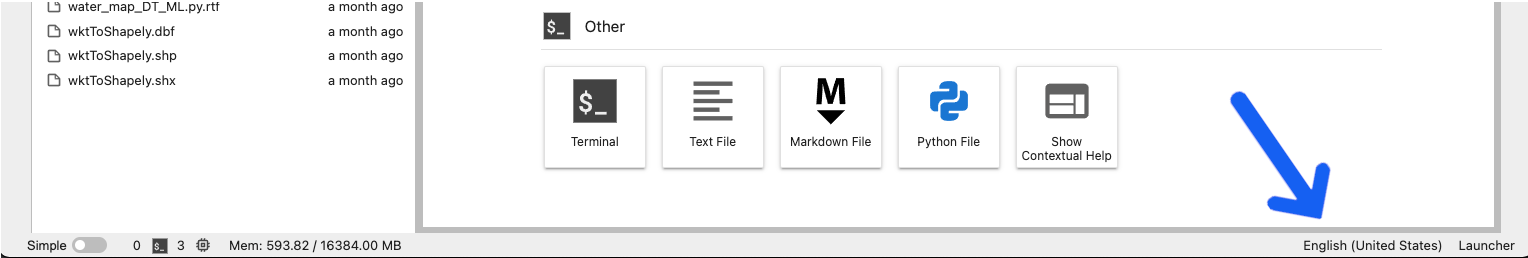 water_map_DT_ML.py.rtf a month ago
wktToShapely.dbf a month ago
wktToShapely.shp a month ago
wktToShapely.shx a month ago
$_ Other
$_
Terminal
Text File
M
Markdown File
Python File
Show
Contextual Help
Simple 0 $_ 3 Mem: 593.82 / 16384.00 MB English (United States) Launcher